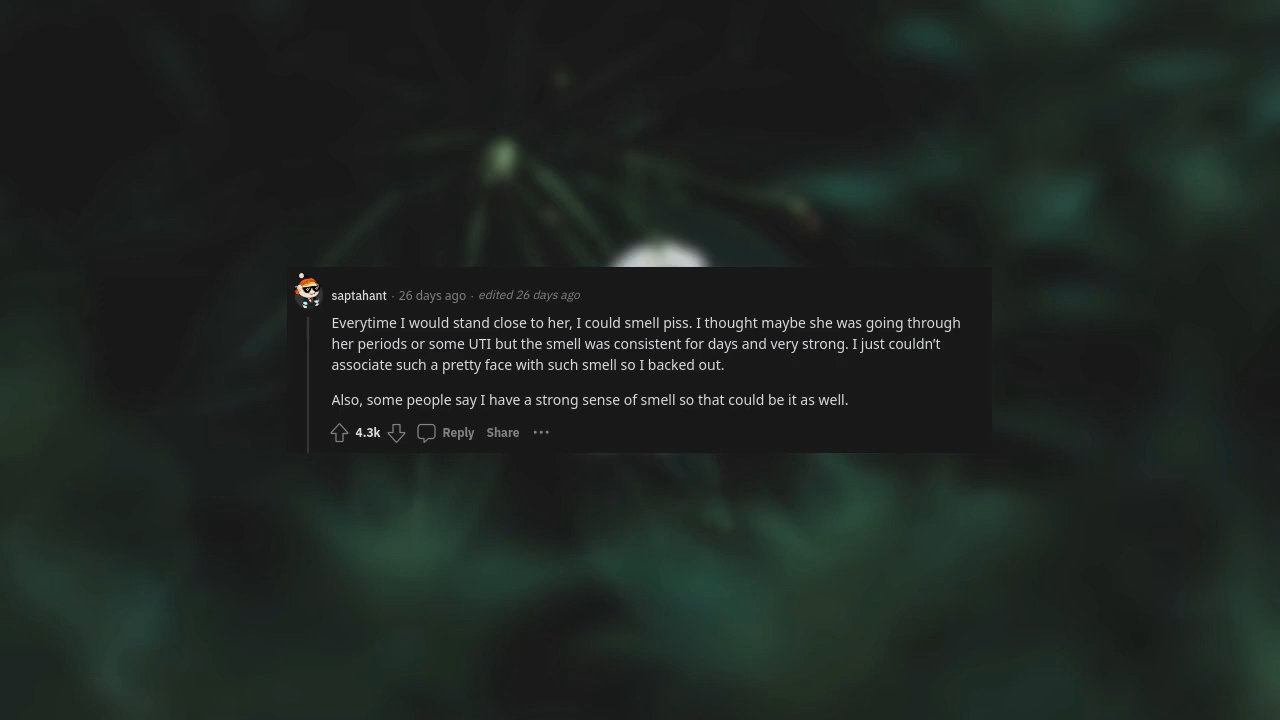 saptahant · 26 days ago · edited 26 days ago
Everytime I would stand close to her, I could smell piss. I thought maybe she was going through
her periods or some UTI but the smell was consistent for days and very strong. I just couldn’t
associate such a pretty face with such smell so I backed out.
Also, some people say I have a strong sense of smell so that could be it as well.
4.3k Reply Share